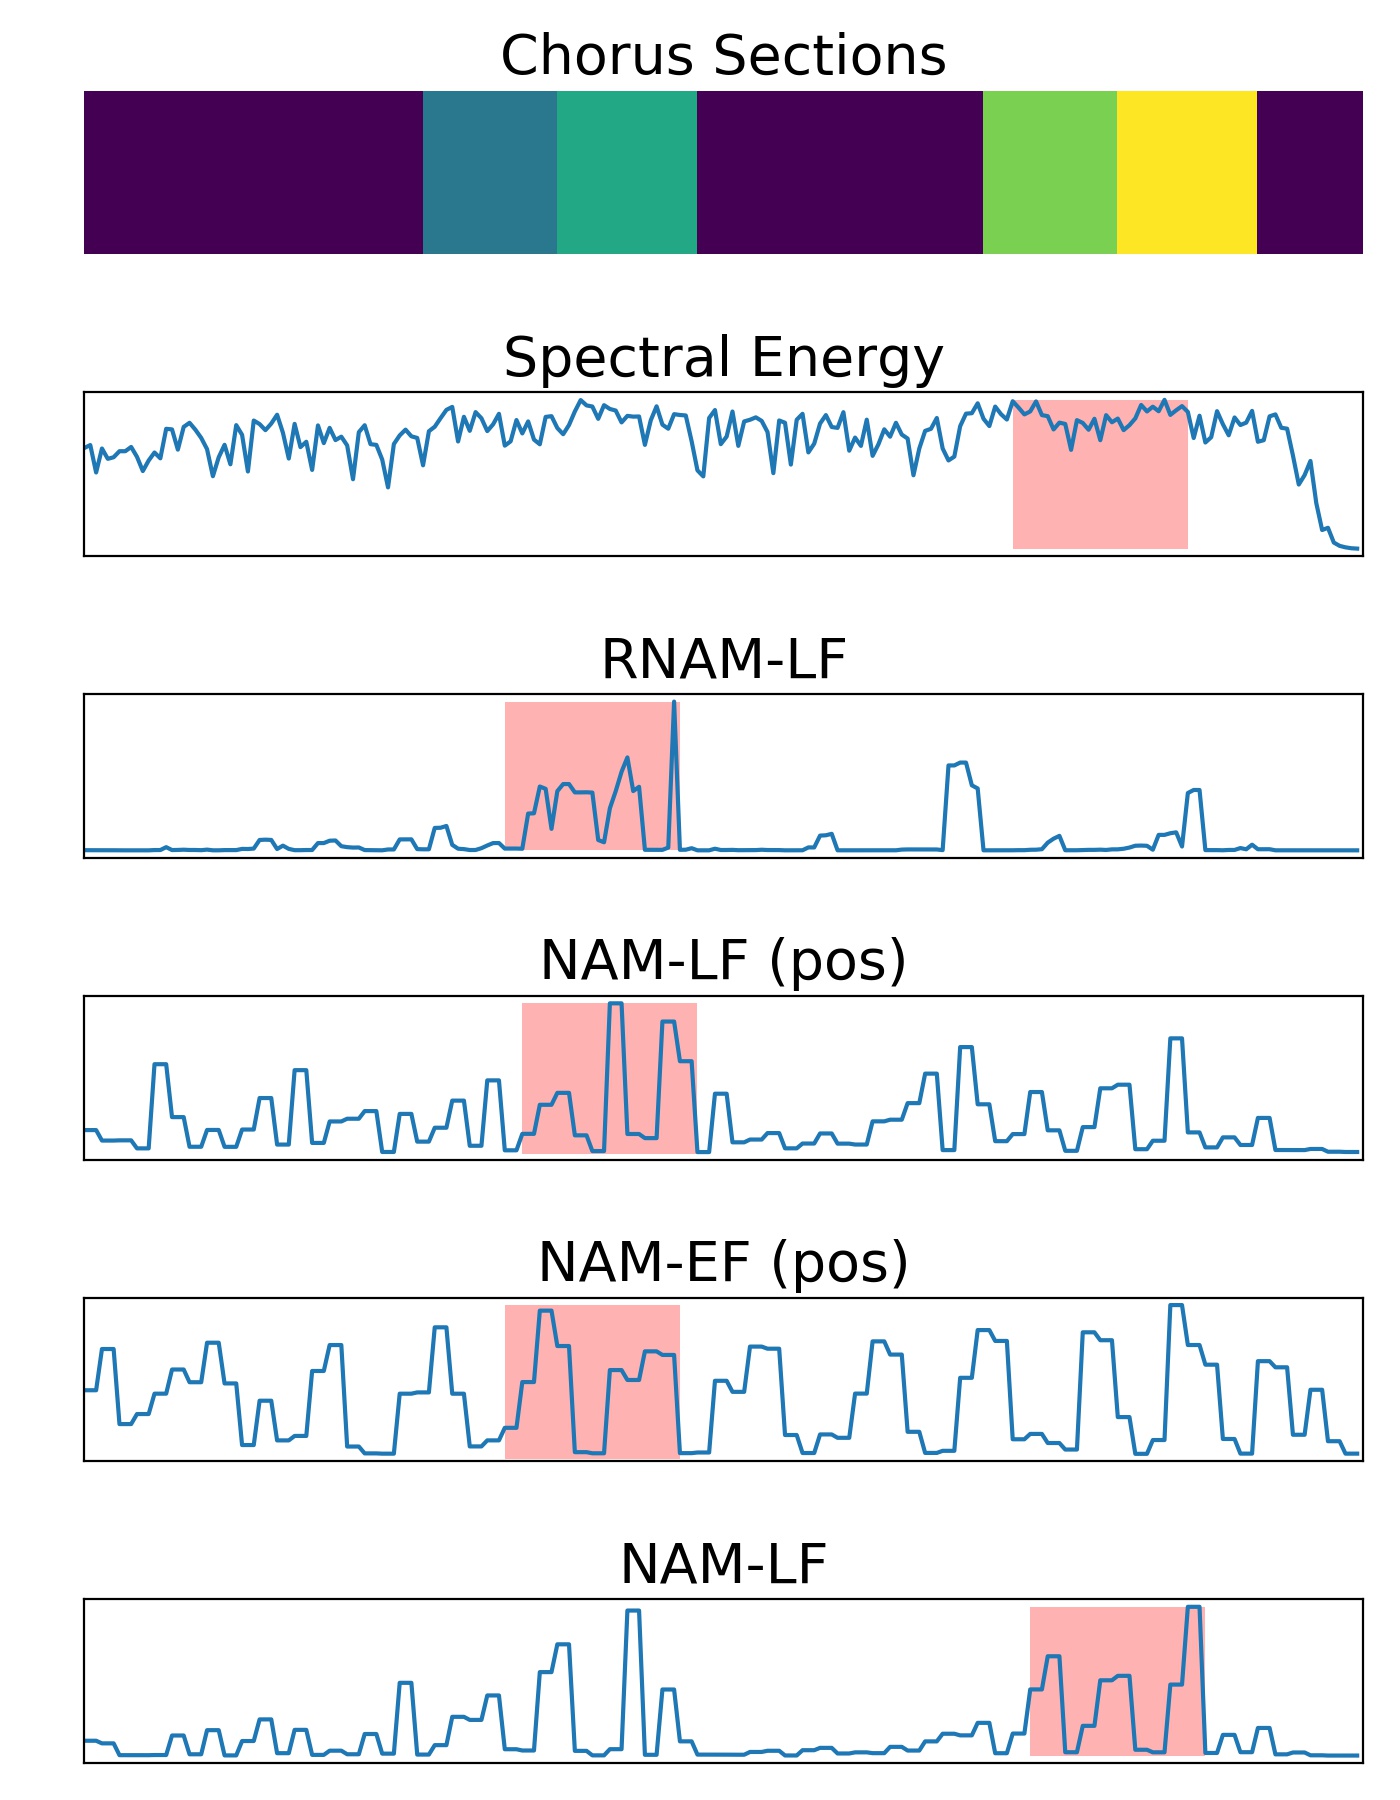 Chorus Sections
Spectral Energy
RNAM-LF
NAM-LF (pos)
NAM-EF (pos)
NAM-LF